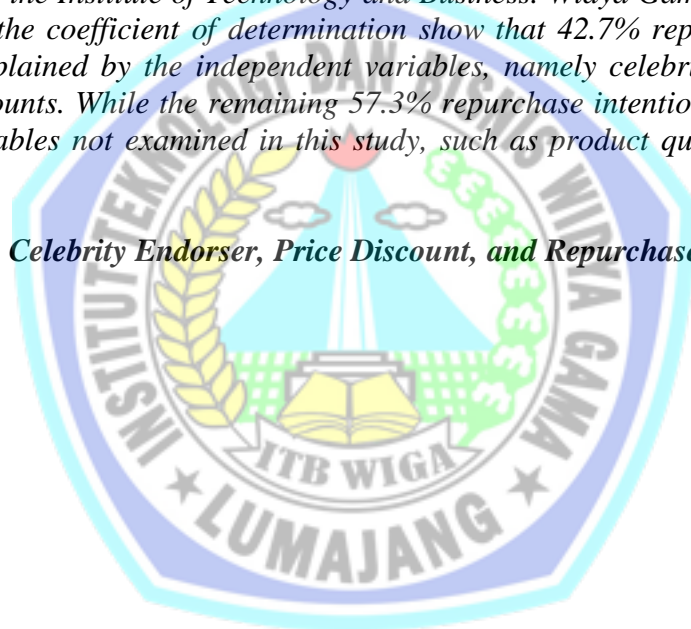 the Institute of Technology and Business. Widya Gam
the coefficient of determination show that 42.7% rep
plained by the independent variables, namely celebri
ounts. While the remaining 57.3% repurchase intentio
ables not examined in this study, such as product qu
Celebrity Endorser, Price Discount, and Repurchase
INSTITUT TEKNOLOGI DAN BISNIS WIDYA GAMA
ITB WIGA
LUMAJANG